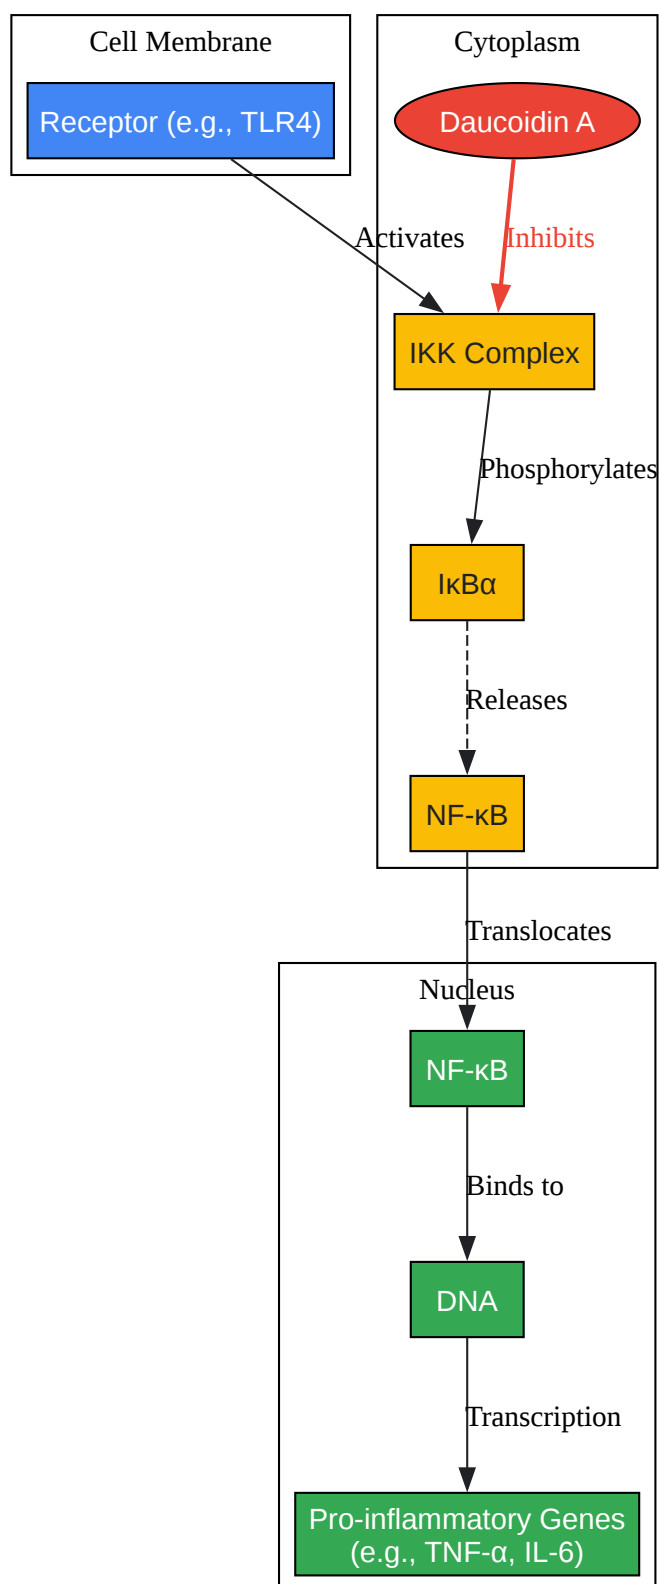 Cell Membrane
Cytoplasm
Receptor (e.g., TLR4)
Daucoidin A
Activates
Inhibits
IKK Complex
Phosphorylates
IκBα
Releases
NF-κB
Translocates
Nucleus
NF-κB
Binds to
DNA
Transcription
Pro-inflammatory Genes
(e.g., TNF-α, IL-6)